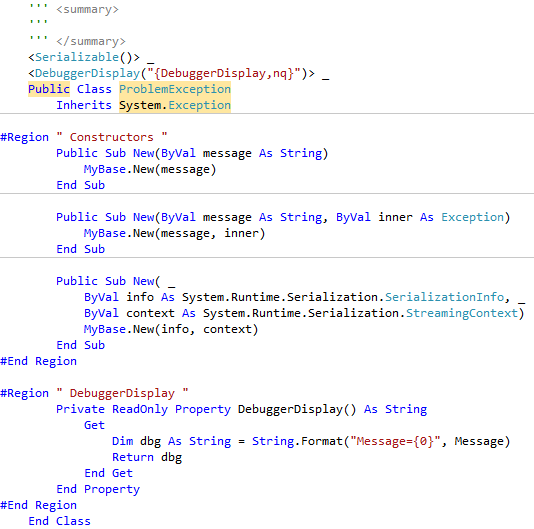 ''' <summary>
'''
''' </summary>
<Serializable()> _
<DebuggerDisplay("{DebuggerDisplay,nq}")> _
Public Class ProblemException
Inherits System.Exception
#Region " Constructors "
Public Sub New(ByVal message As String)
MyBase.New(message)
End Sub
Public Sub New(ByVal message As String, ByVal inner As Exception)
MyBase.New(message, inner)
End Sub
Public Sub New( _
ByVal info As System.Runtime.Serialization.SerializationInfo, _
ByVal context As System.Runtime.Serialization.StreamingContext)
MyBase.New(info, context)
End Sub
#End Region
#Region " DebuggerDisplay "
Private ReadOnly Property DebuggerDisplay() As String
Get
Dim dbg As String = String.Format("Message={0}", Message)
Return dbg
End Get
End Property
#End Region
End Class